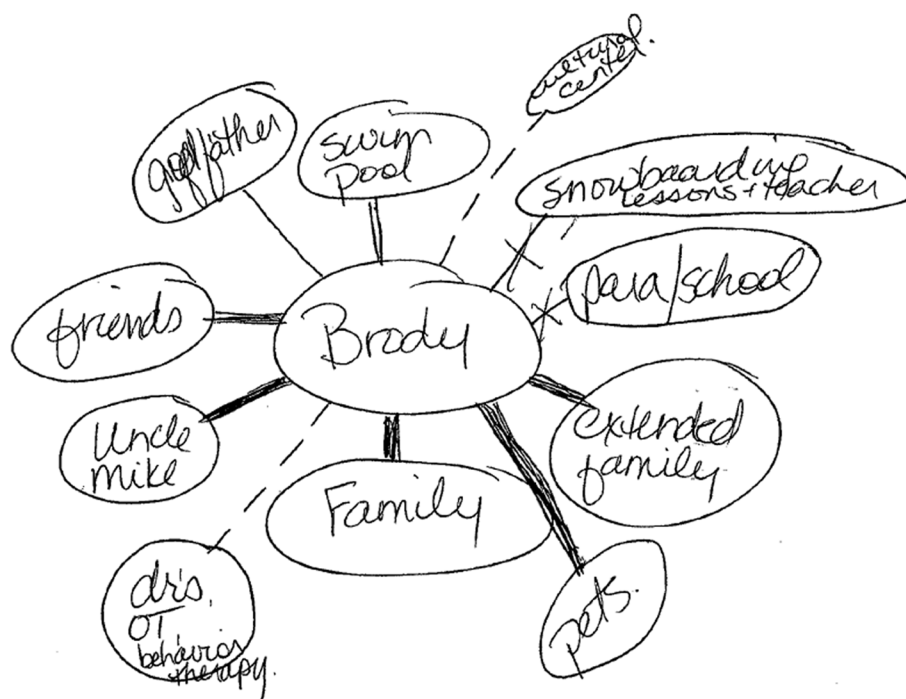 cultural
center.
godfather
swim
pool
snowboarding
lessons + teacher
para/school
friends
Brody
extended
family
Uncle
mike
Family
dr's,
OT
behavior
therapy.
pets.